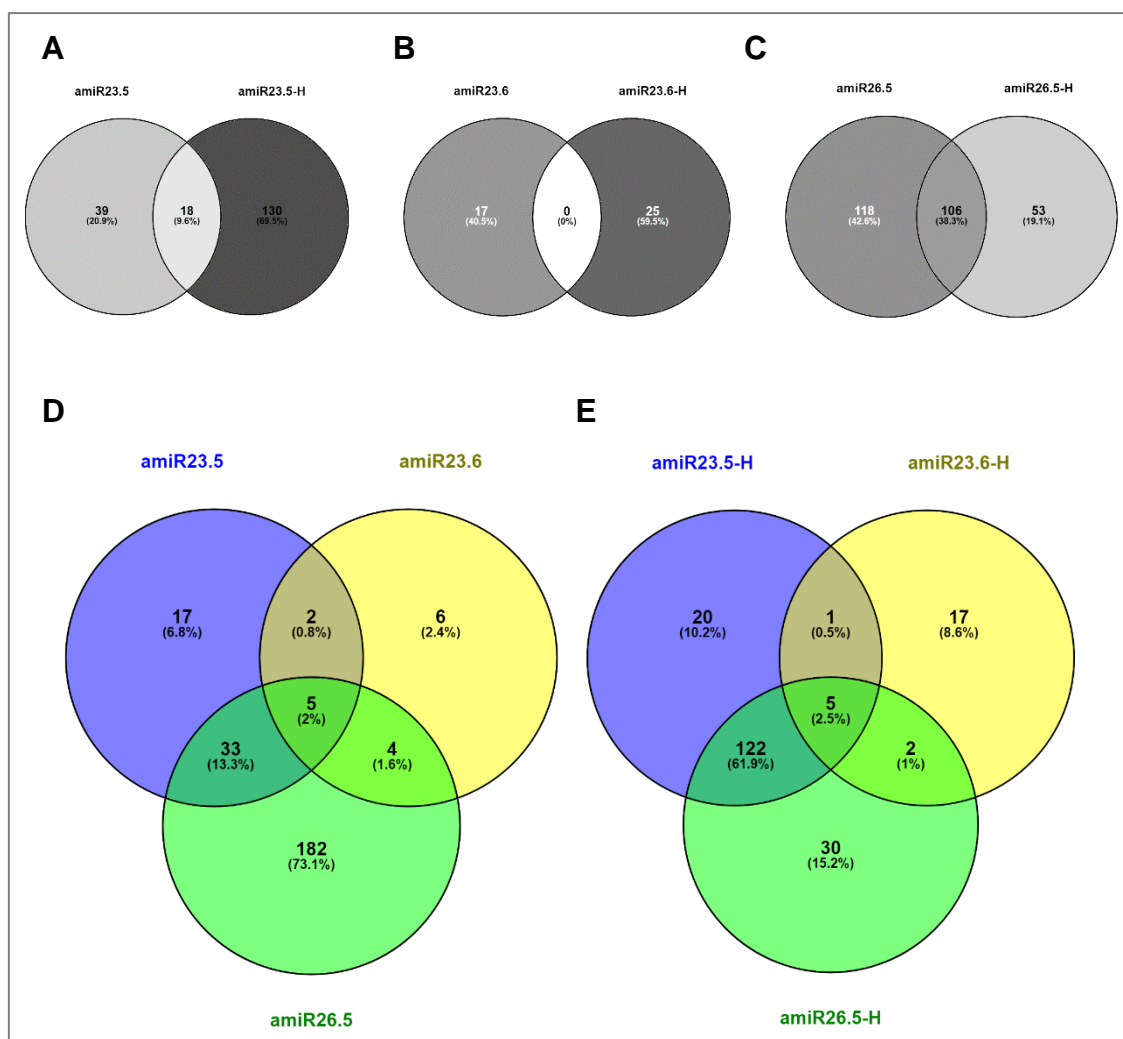 A
B
C
amiR23.5
amiR23.5-H
amiR23.6
amiR23.6-H
amiR26.5
amiR26.5-H
39
(20.9%)
18
(9.6%)
130
(69.5%)
17
(40.5%)
0
(0%)
25
(59.5%)
118
(42.6%)
106
(38.3%)
53
(19.1%)
D
amiR23.5
amiR23.6
17
(6.8%)
2
(0.8%)
6
(2.4%)
5
(2%)
33
(13.3%)
4
(1.6%)
182
(73.1%)
amiR26.5
E
amiR23.5-H
amiR23.6-H
20
(10.2%)
1
(0.5%)
17
(8.6%)
5
(2.5%)
122
(61.9%)
2
(1%)
30
(15.2%)
amiR26.5-H